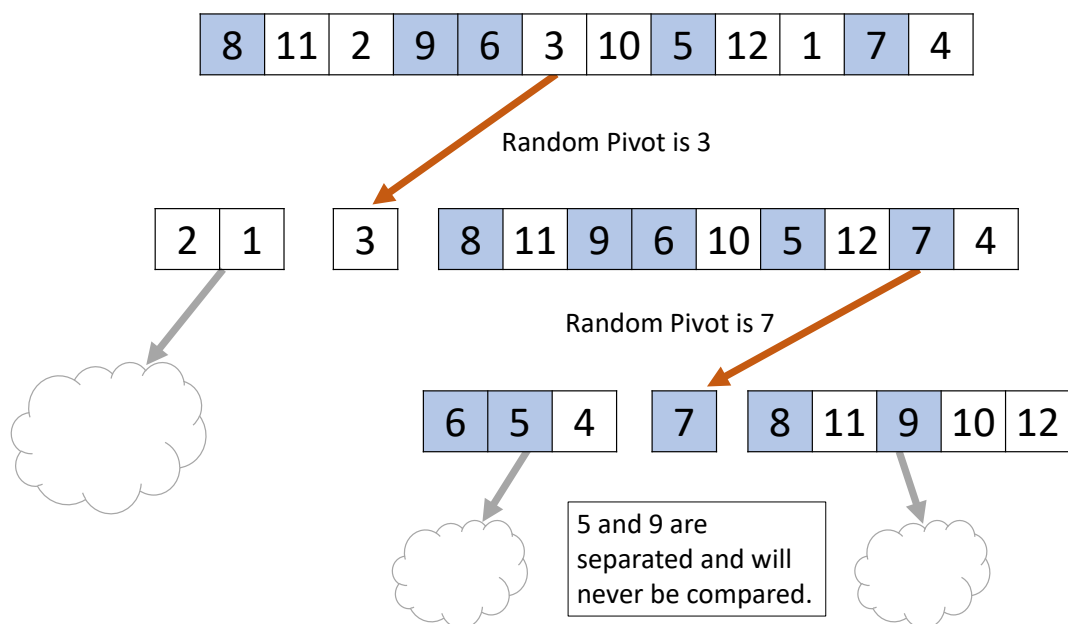 8 11 2 9 6 3 10 5 12 1 7 4
Random Pivot is 3
2 1 3 8 11 9 6 10 5 12 7 4
Random Pivot is 7
6 5 4 7 8 11 9 10 12
5 and 9 are
separated and will
never be compared.